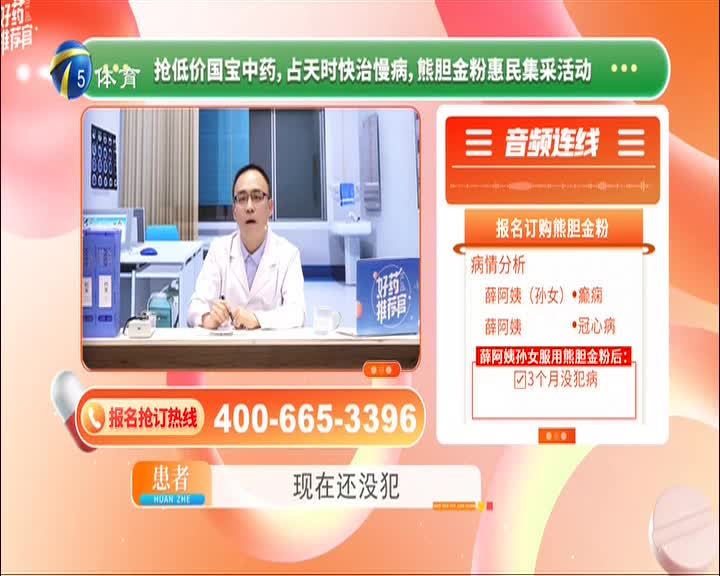 好药
推荐官
5 体育
抢低价国宝中药,占天时快治慢病,熊胆金粉惠民集采活动
音频连线
报名订购熊胆金粉
病情分析
薛阿姨（孙女）•癫痫
薛阿姨 •冠心病
薛阿姨孙女服用熊胆金粉后：
☑3个月没犯病
好药
推荐官
报名抢订热线 400-665-3396
患者
HUAN ZHE
现在还没犯